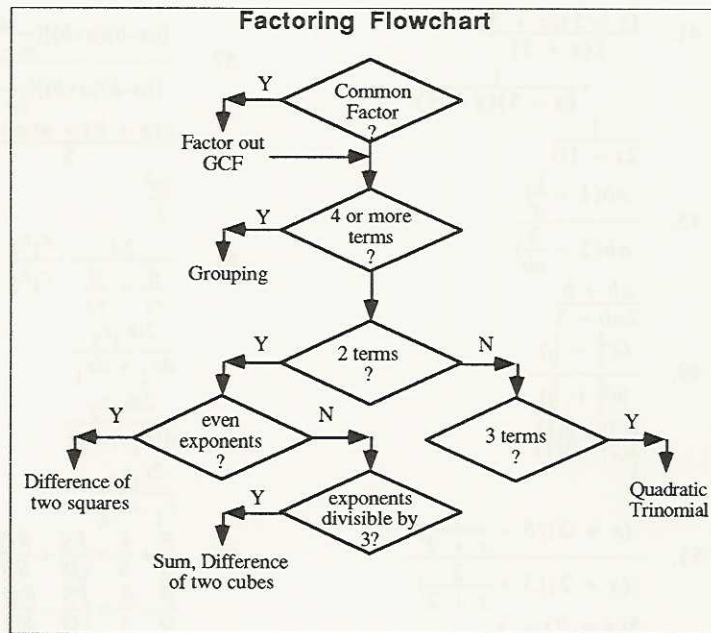 Factoring Flowchart
Common
Factor
?
Y
Factor out
GCF
4 or more
terms
?
Y
Grouping
2 terms
?
Y
N
even
exponents
?
Y
N
3 terms
?
Y
Difference of
two squares
exponents
divisible by
3?
Y
Quadratic
Trinomial
Sum, Difference
of two cubes